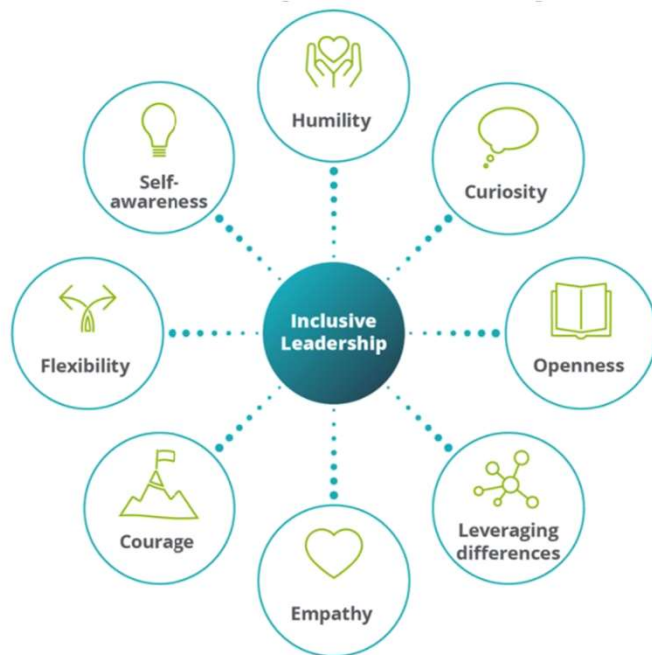 Humility
Self-
awareness
Curiosity
Inclusive
Leadership
Flexibility
Openness
Courage
Leveraging
differences
Empathy